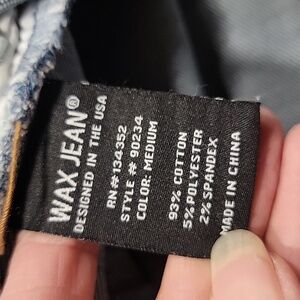 WAX JEAN®
DESIGNED IN THE USA
RN# 134352
STYLE # 90234
COLOR: MEDIUM
93% COTTON
5% POLYESTER
2% SPANDEX
MADE IN CHINA